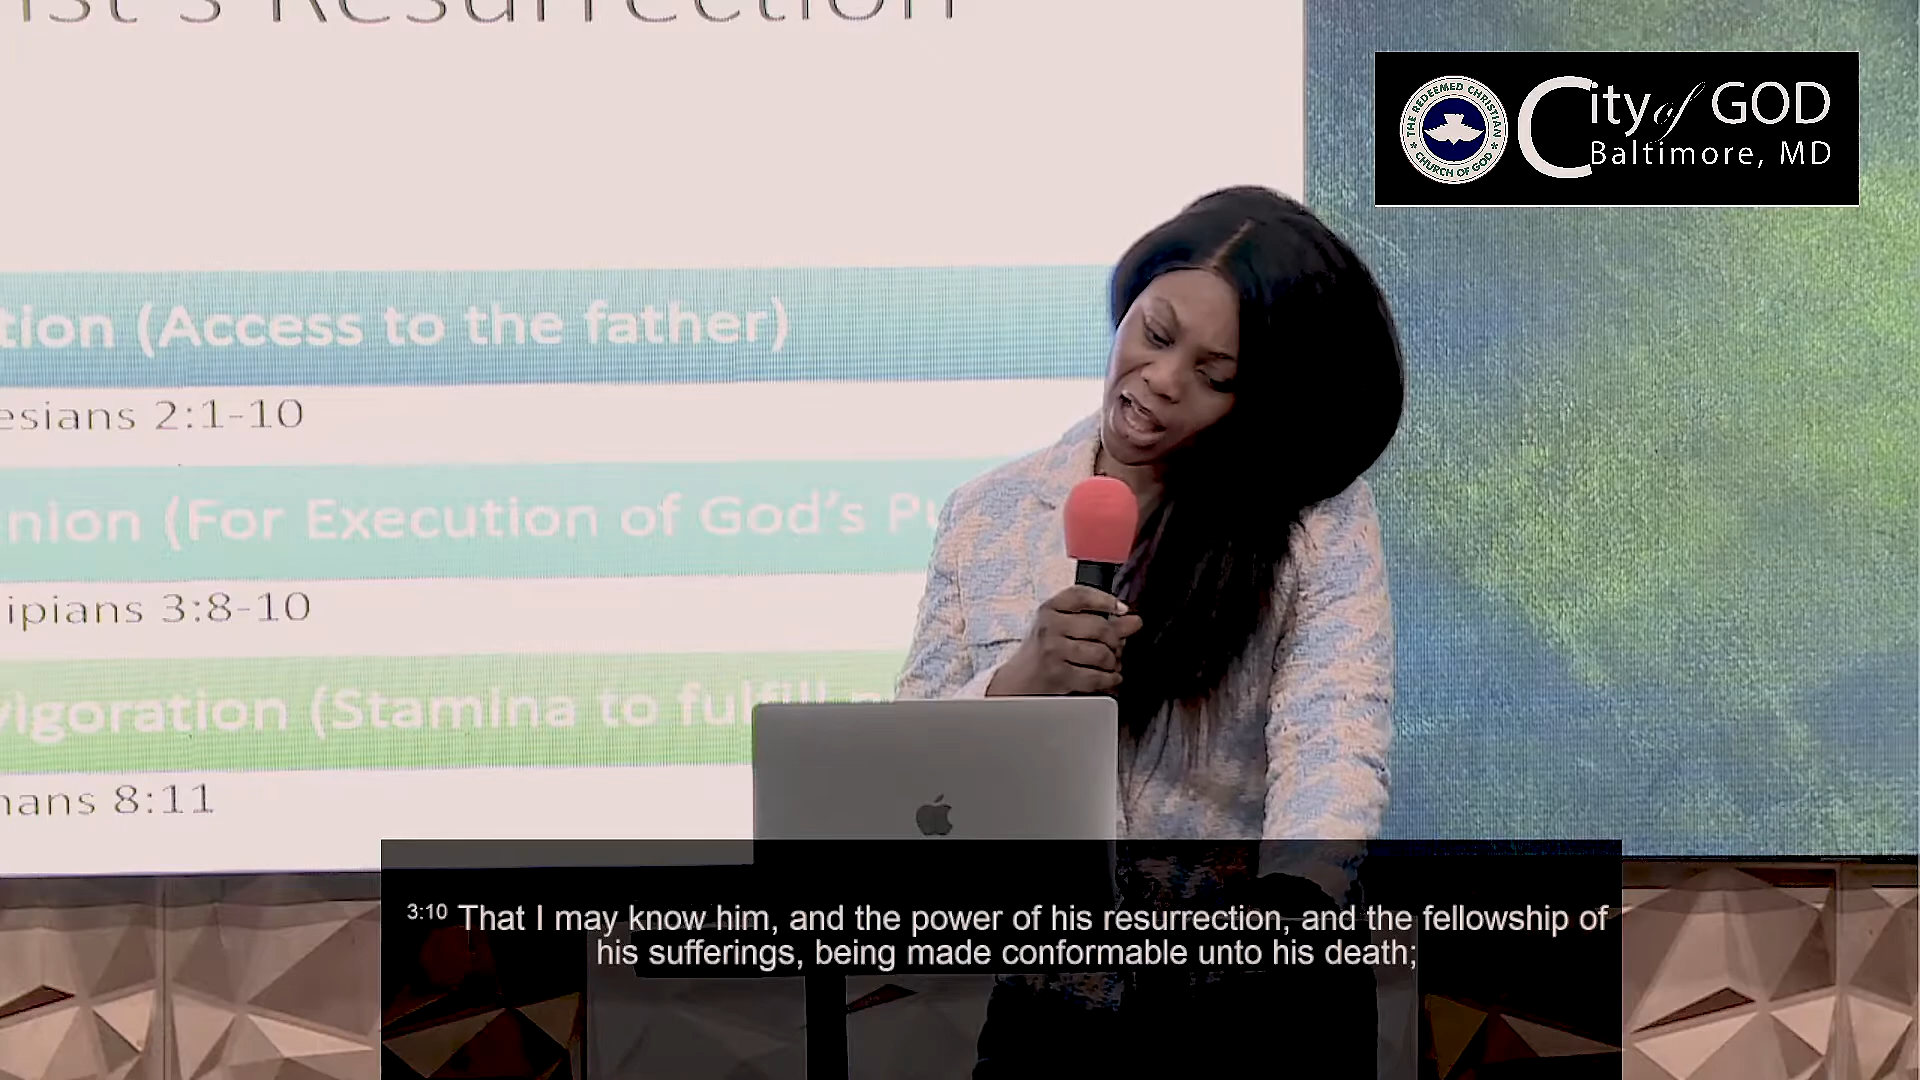 ist's Resurrection
THE REDEEMED CHRISTIAN
CHURCH OF GOD
City of GOD
Baltimore, MD
tion (Access to the father)
esians 2:1-10
nion (For Execution of God's Pu
ipians 3:8-10
vigoration (Stamina to fulfill
mans 8:11
3:10 That I may know him, and the power of his resurrection, and the fellowship of
his sufferings, being made conformable unto his death;